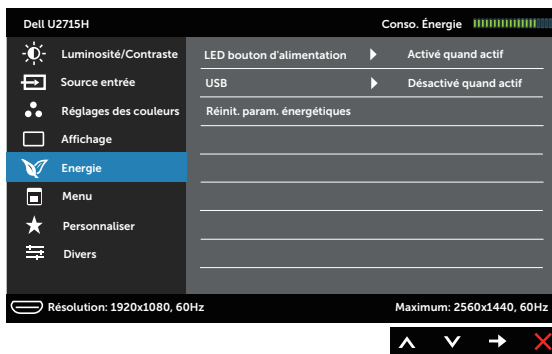 Dell U2715H Conso. Énergie
Luminosité/Contraste
LED bouton d'alimentation Activé quand actif
Source entrée
USB Désactivé quand actif
Réglages des couleurs
Réinit. param. énergétiques
Affichage
Energie
Menu
Personnaliser
Divers
Résolution: 1920x1080, 60Hz Maximum: 2560x1440, 60Hz